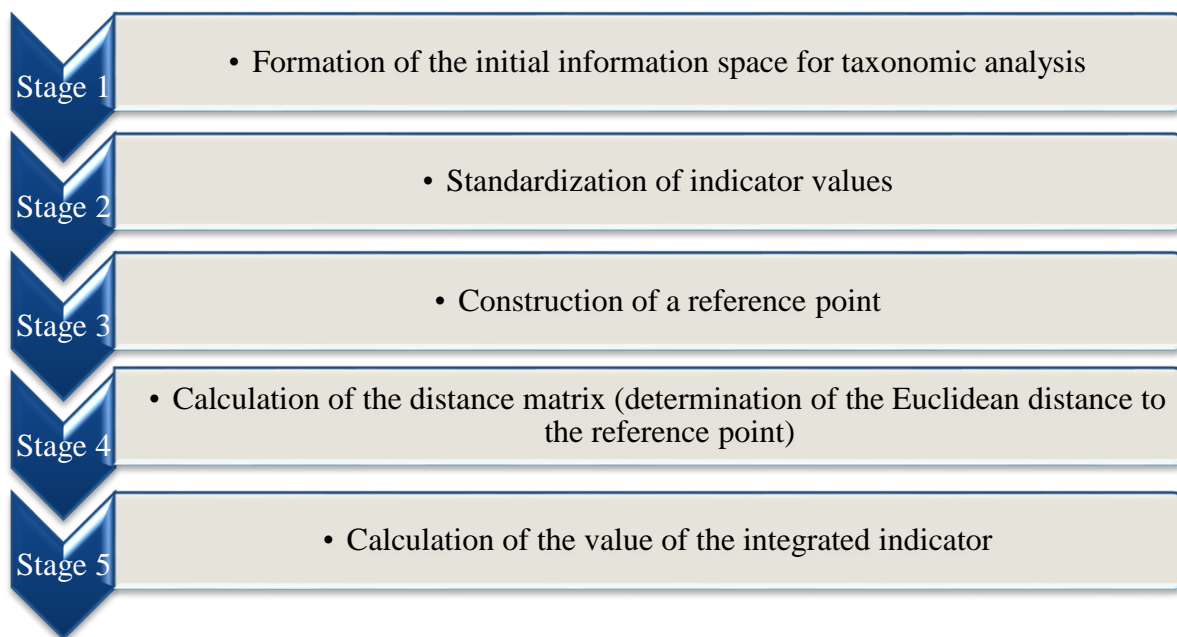 Stage 1
• Formation of the initial information space for taxonomic analysis
Stage 2
• Standardization of indicator values
Stage 3
• Construction of a reference point
Stage 4
• Calculation of the distance matrix (determination of the Euclidean distance to
the reference point)
Stage 5
• Calculation of the value of the integrated indicator